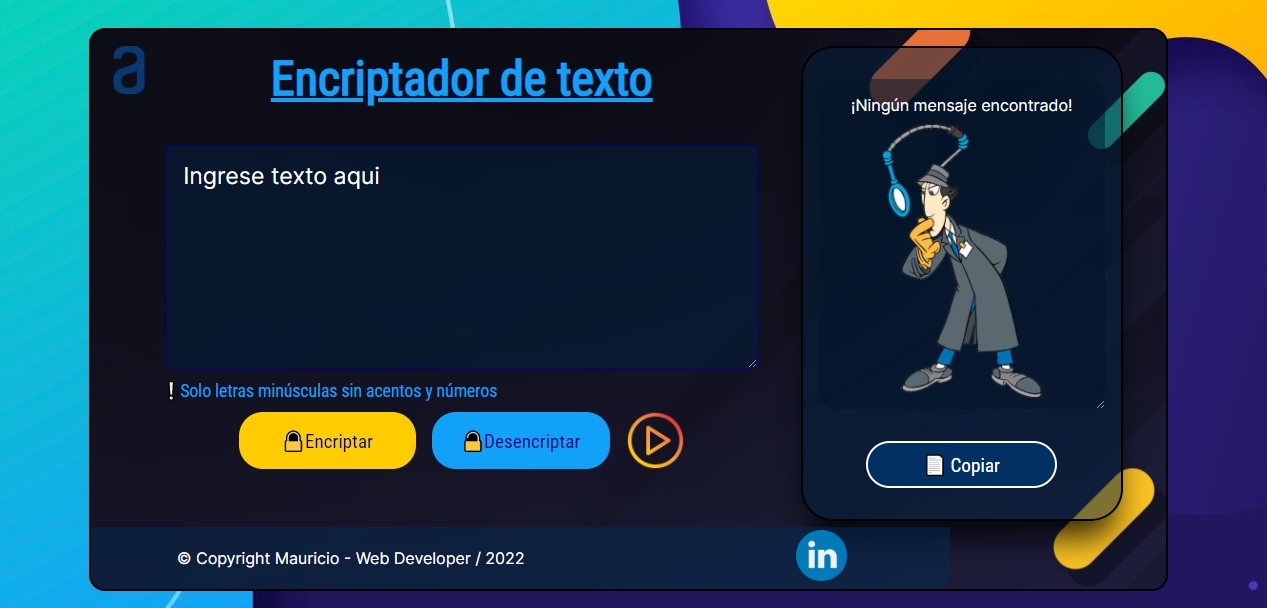 a
Encriptador de texto
Ingrese texto aqui
! Solo letras minúsculas sin acentos y números
Encriptar
Desencriptar
¡Ningún mensaje encontrado!
Copiar
© Copyright Mauricio - Web Developer / 2022
in